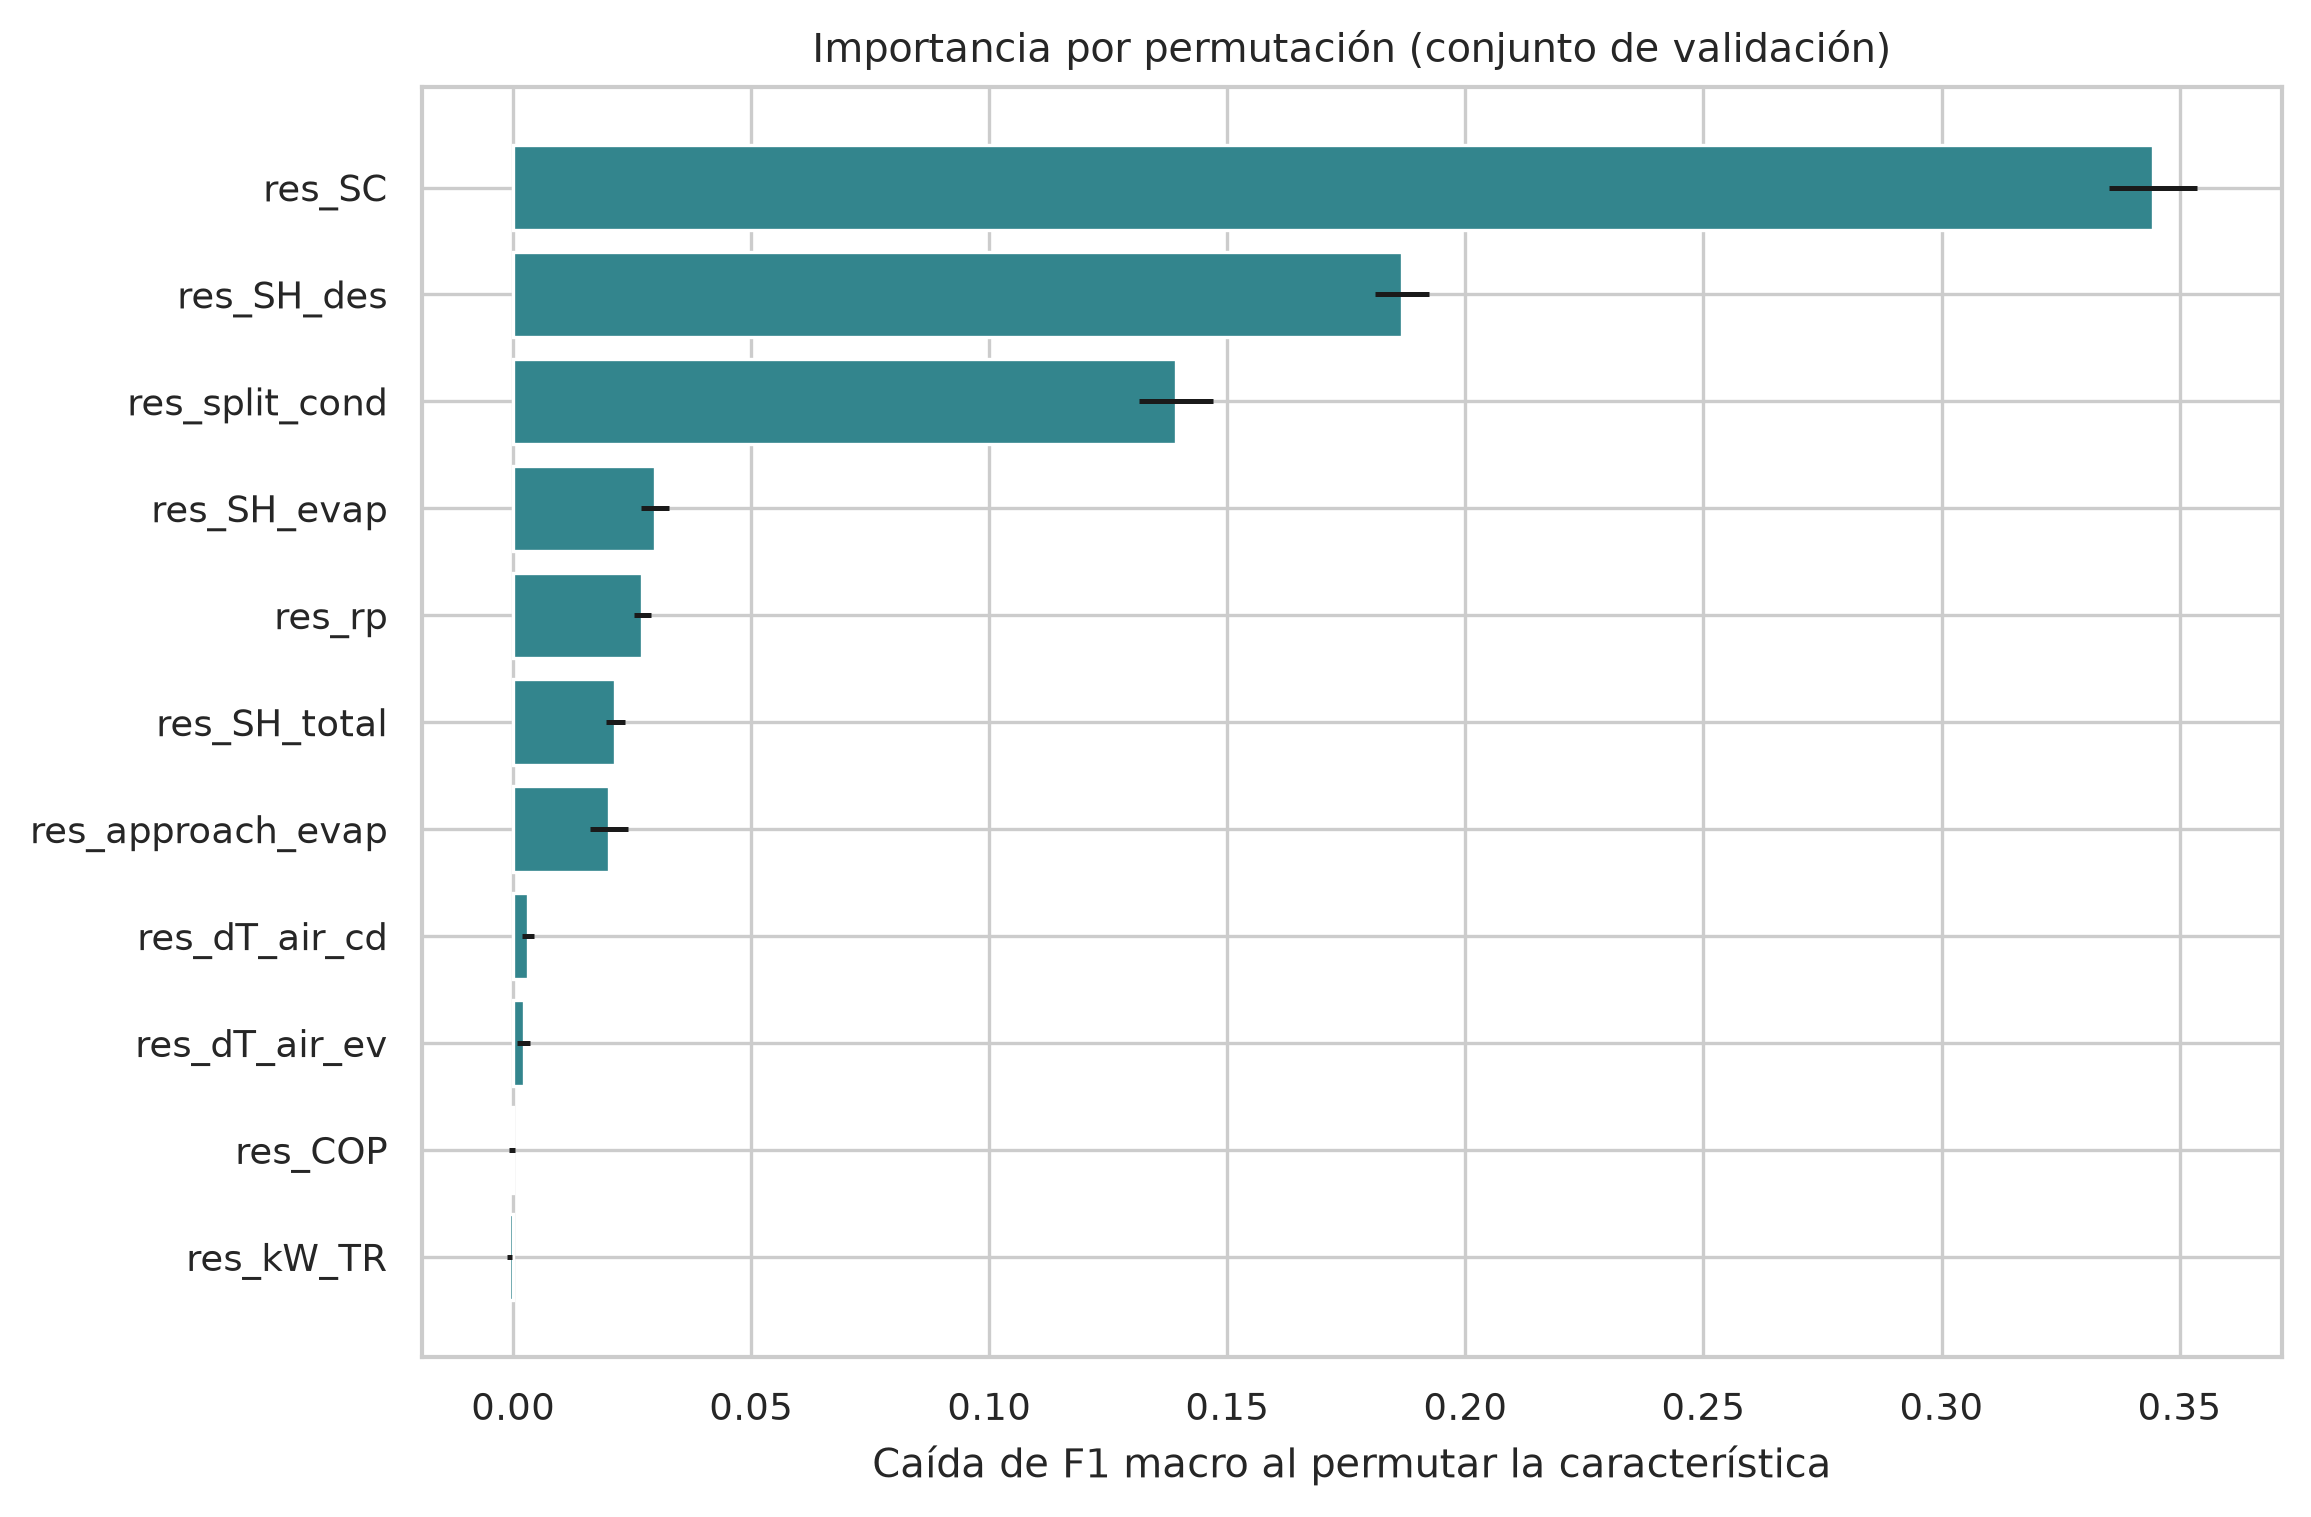 Importancia por permutación (conjunto de validación)
res_SC
res_SH_des
res_split_cond
res_SH_evap
res_rp
res_SH_total
res_approach_evap
res_dT_air_cd
res_dT_air_ev
res_COP
res_kW_TR
0.00 0.05 0.10 0.15 0.20 0.25 0.30 0.35
Caída de F1 macro al permutar la característica